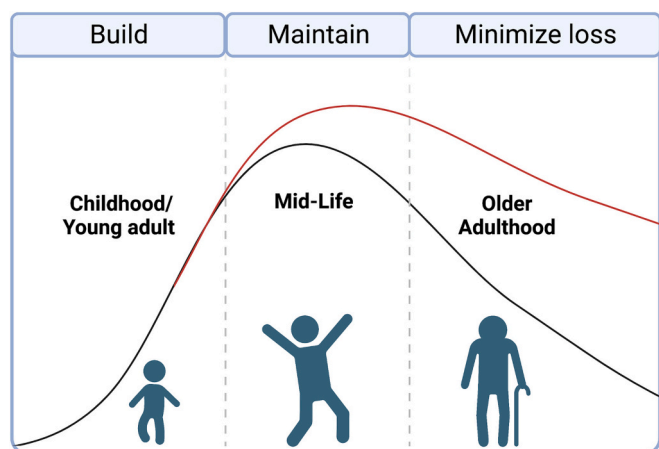 Build
Maintain
Minimize loss
Childhood/
Young adult
Mid-Life
Older
Adulthood